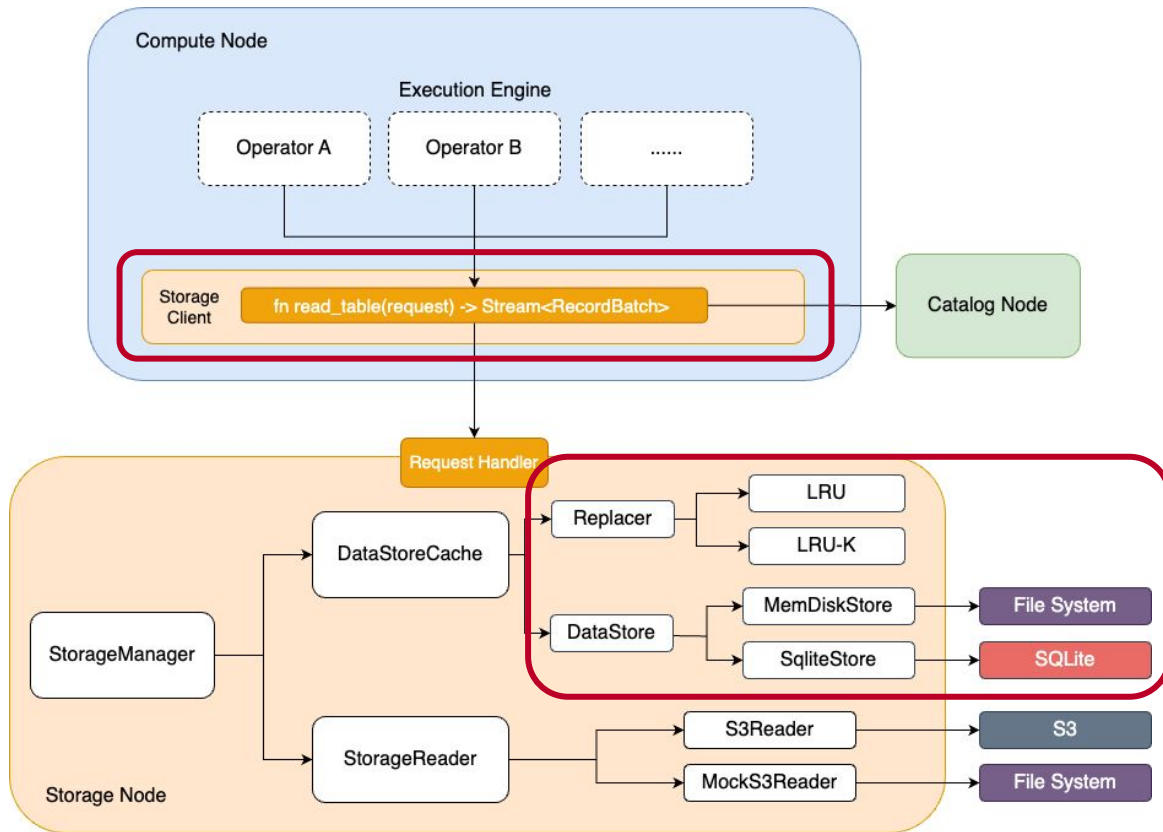 Compute Node
Execution Engine
Operator A
Operator B
......
Storage
Client
fn read_table(request) -> Stream<RecordBatch>
Catalog Node
Request Handler
Replacer
LRU
LRU-K
DataStoreCache
DataStore
MemDiskStore
File System
SqliteStore
SQLite
StorageManager
StorageReader
S3Reader
S3
MockS3Reader
File System
Storage Node